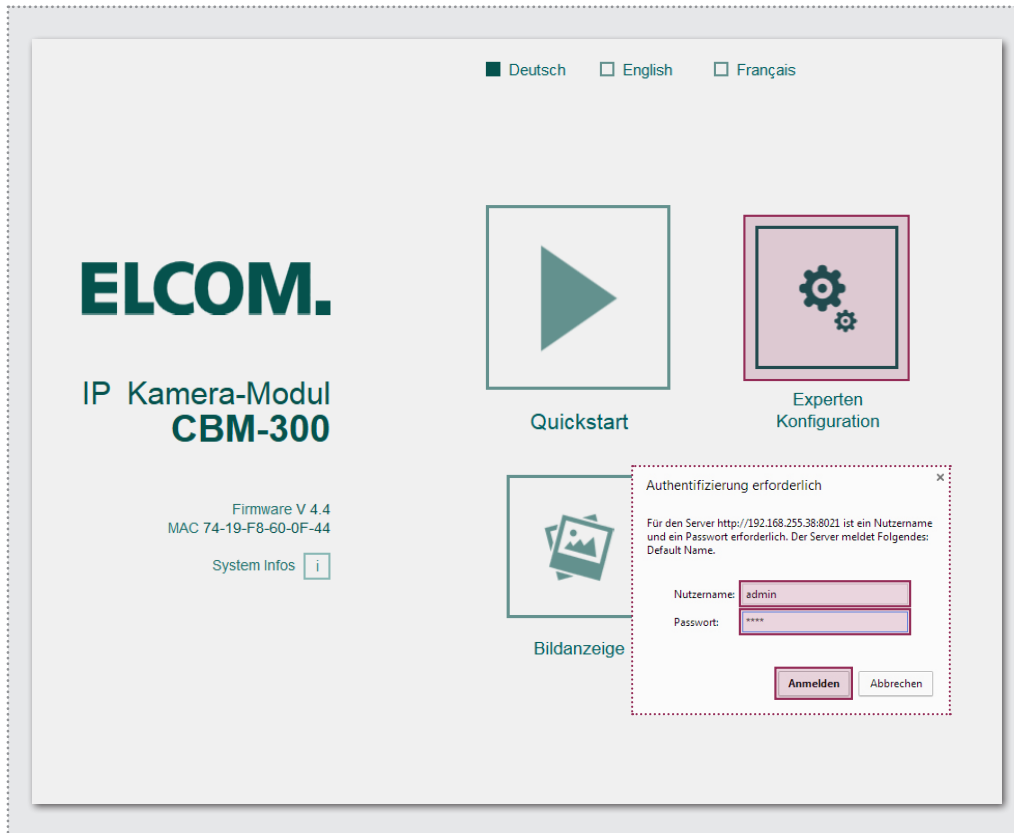 Deutsch English Français
ELCOM.
IP Kamera-Modul
CBM-300
Firmware V 4.4
MAC 74-19-F8-60-0F-44
System Infos i
Quickstart
Experten
Konfiguration
Bildanzeige
Authentifizierung erforderlich
Für den Server http://192.168.255.38:8021 ist ein Nutzername
und ein Passwort erforderlich. Der Server meldet Folgendes:
Default Name.
Nutzername: admin
Passwort: ****
Anmelden Abbrechen